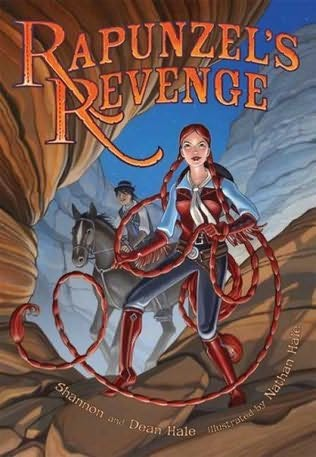 RAPUNZEL'S
REVENGE
Shannon and Dean Hale
illustrated by Nathan Hale